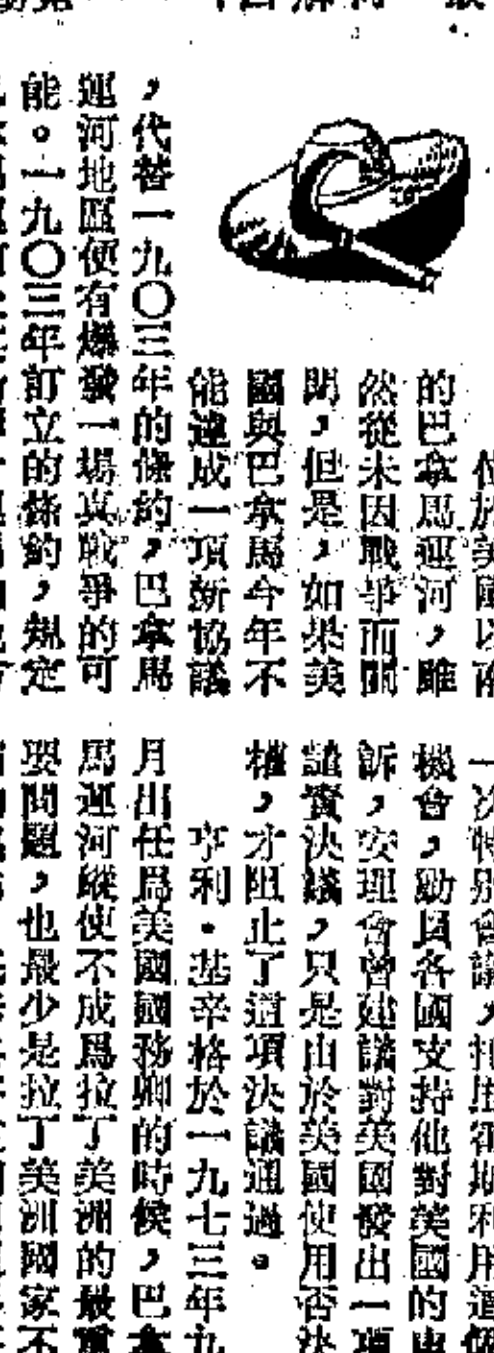 的巴拿馬運河，雖
然從未因戰爭而關
閉，但是，如果美
國與巴拿馬今年不
能達成一項新協議
，代替一九〇三年的條約，巴拿馬
運河地區便有爆發一場真戰爭的可
能。一九〇三年訂立的條約，規定
機會，勸因各國支持他對美國的申
訴，安理會曾建議對美國發出一項
譴責決議，只是由於美國使用否決
權，才阻止了這項決議通過。
亨利·基辛格於一九七三年九
月出任爲美國國務卿的時候，巴拿
馬運河縱使不成爲拉丁美洲的最重
要問題，也最少是拉丁美洲國家不